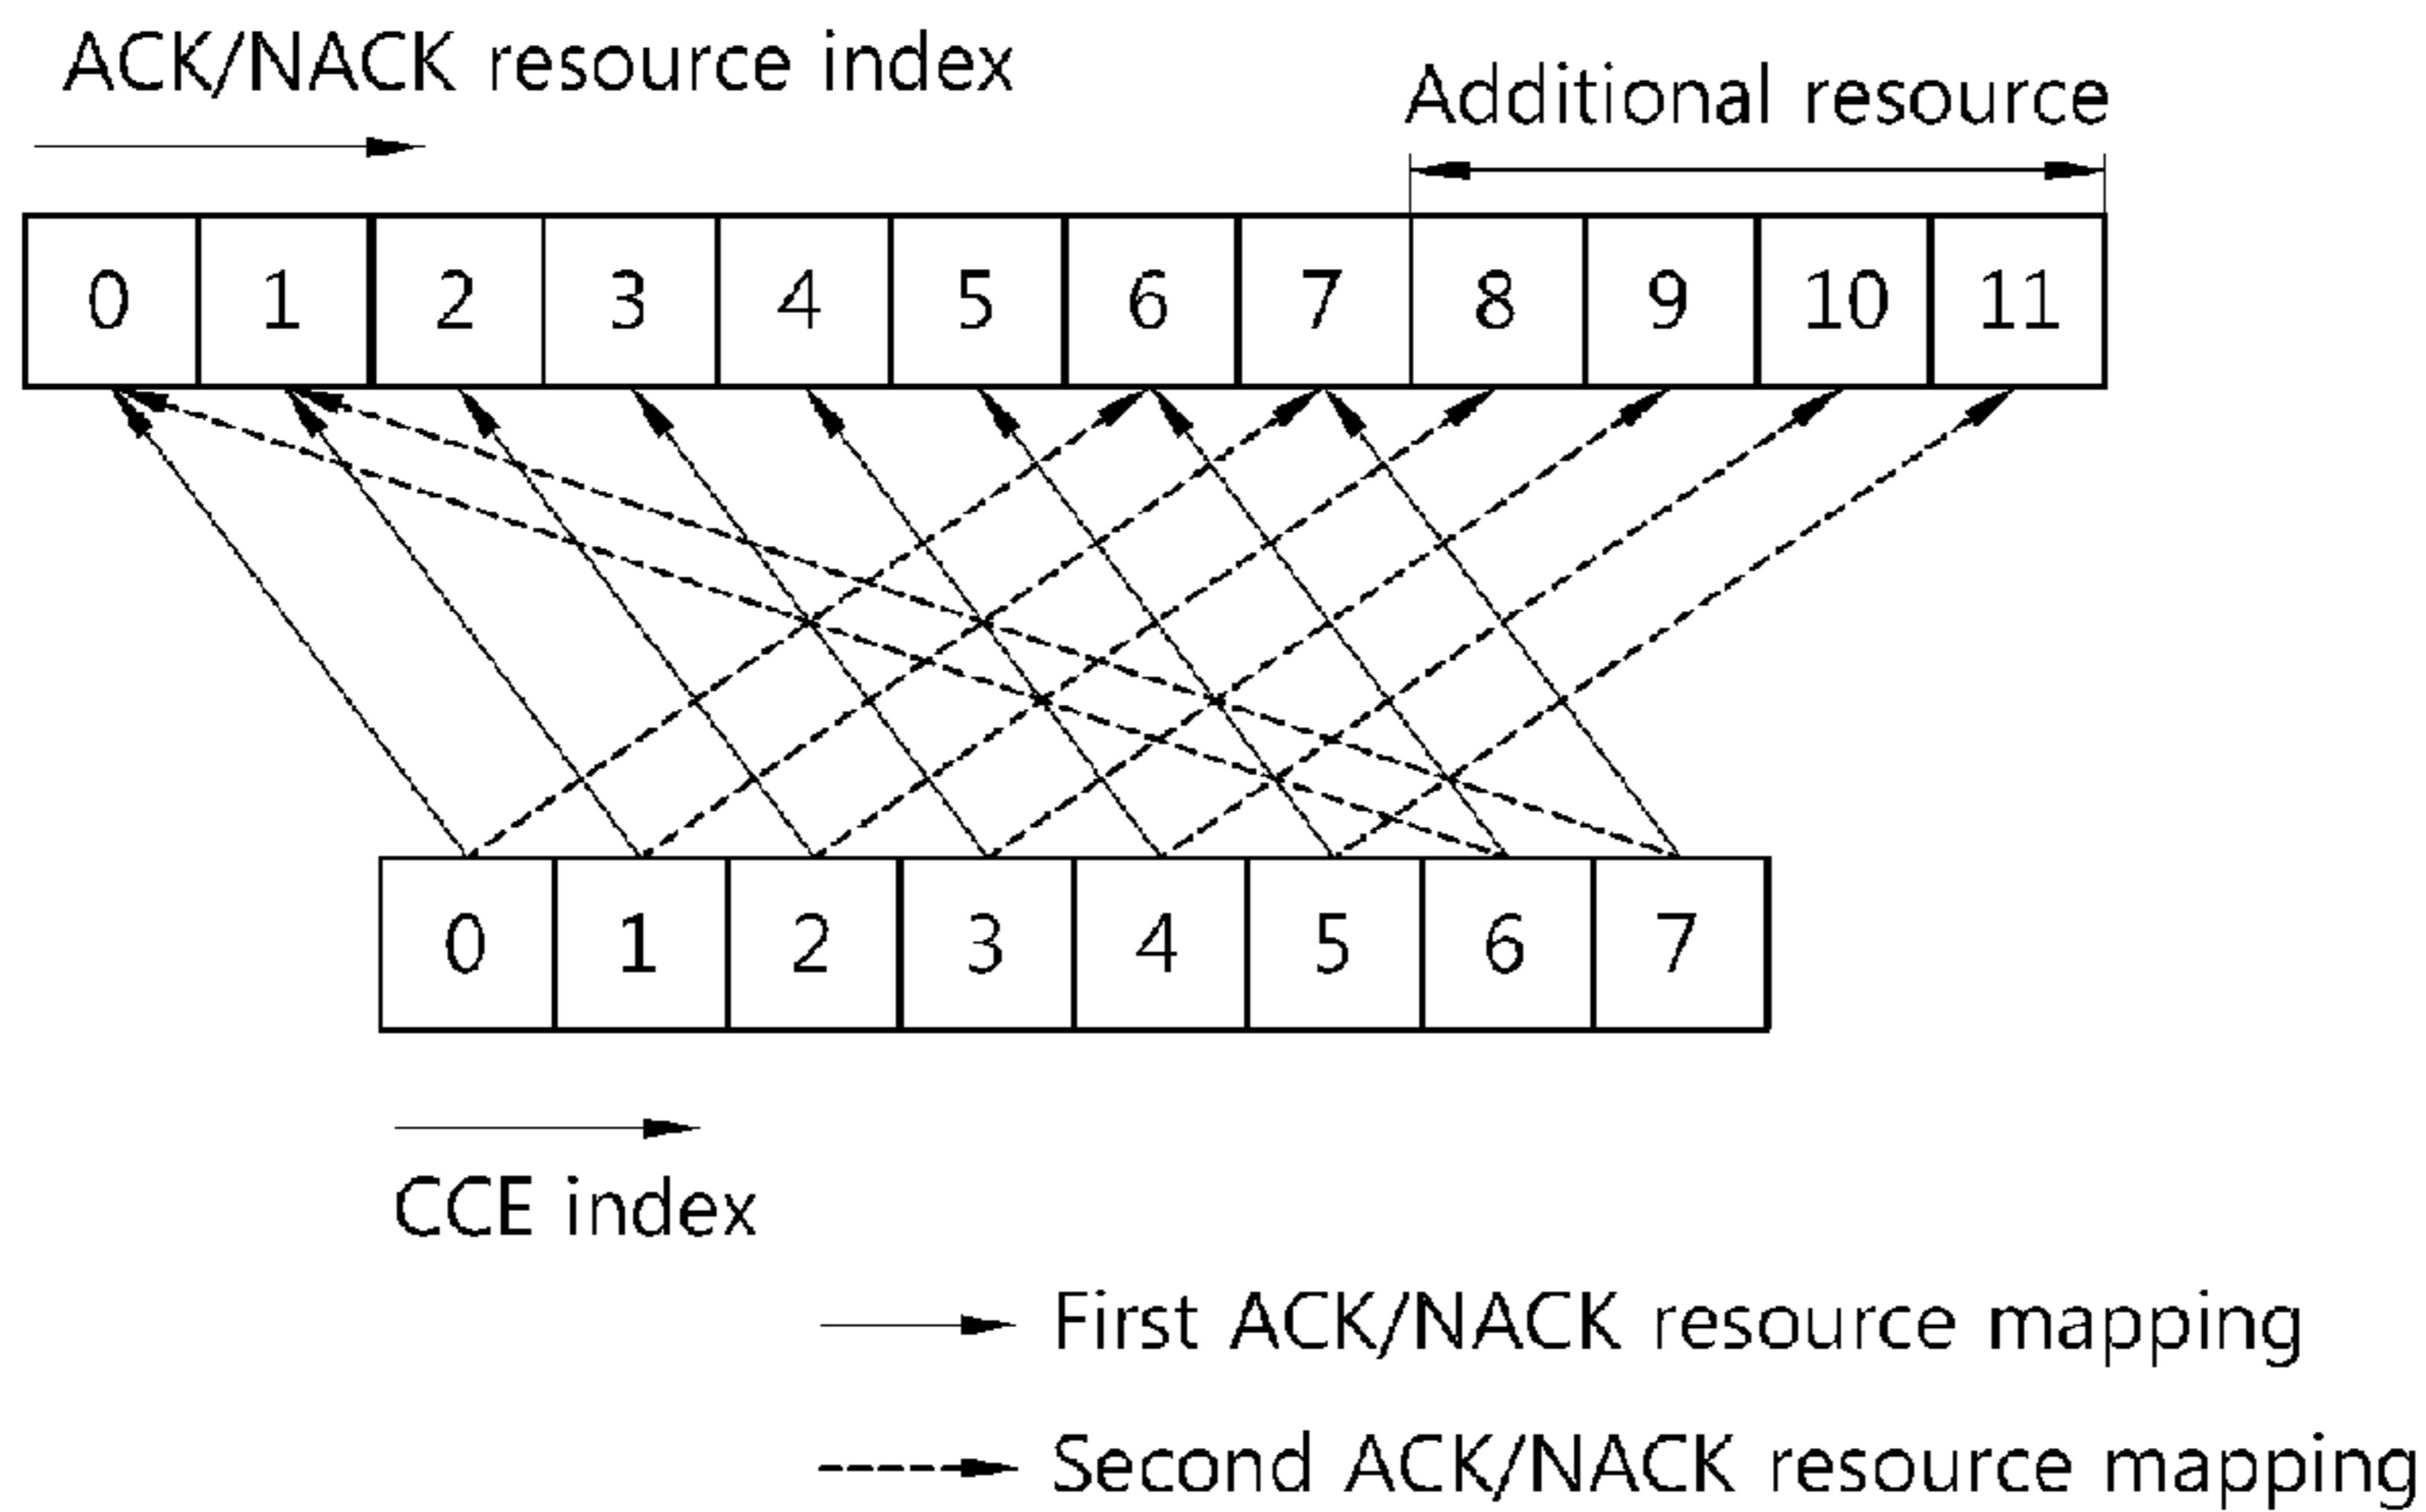 ACK/NACK resource index
Additional resource
0 1 2 3 4 5 6 7 8 9 10 11
0 1 2 3 4 5 6 7
CCE index
First ACK/NACK resource mapping
Second ACK/NACK resource mapping